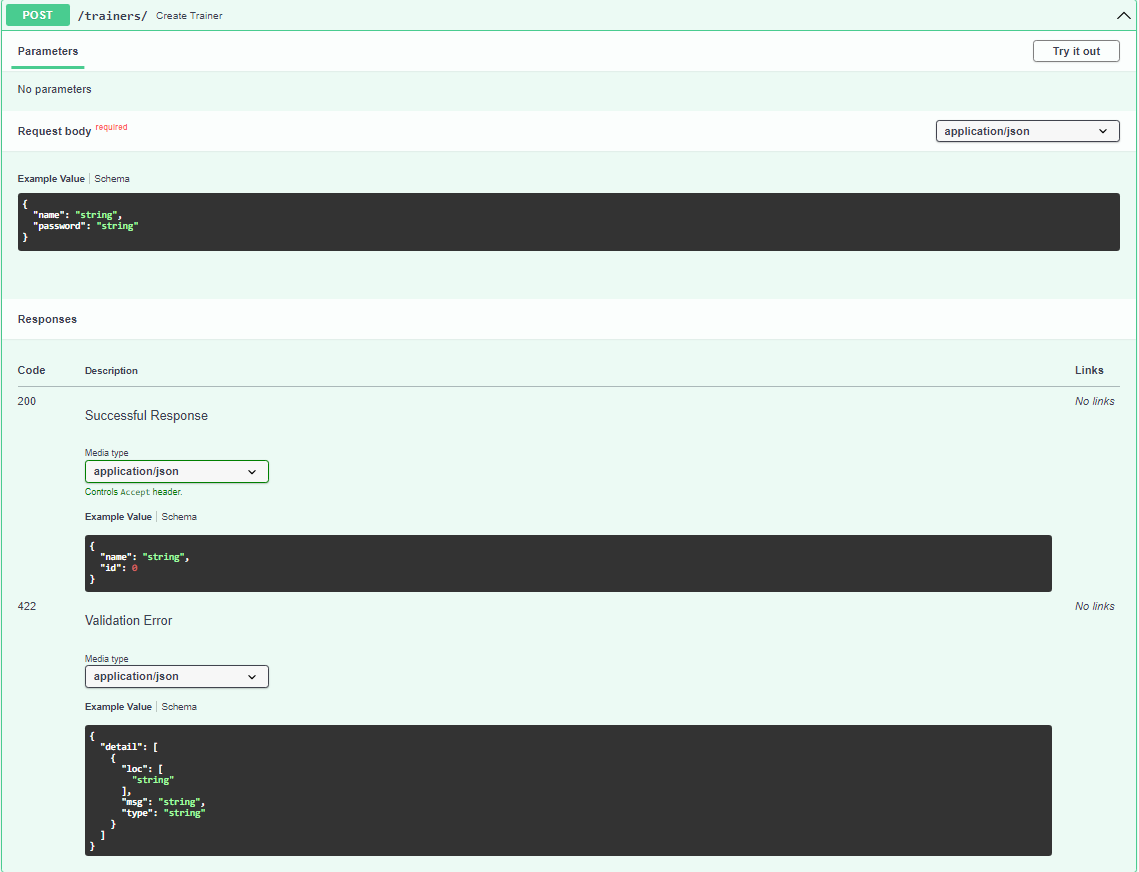 POST /trainers/ Create Trainer
Parameters
Try it out
No parameters
Request body required
application/json
Example Value Schema
{
  "name": "string",
  "password": "string"
}
Responses
Code Description Links
200 No links
Successful Response
Media type
application/json
Controls Accept header.
Example Value Schema
{
  "name": "string",
  "id": 0
}
422 No links
Validation Error
Media type
application/json
Example Value Schema
{
  "detail": [
    {
      "loc": [
        "string"
      ],
      "msg": "string",
      "type": "string"
    }
  ]
}